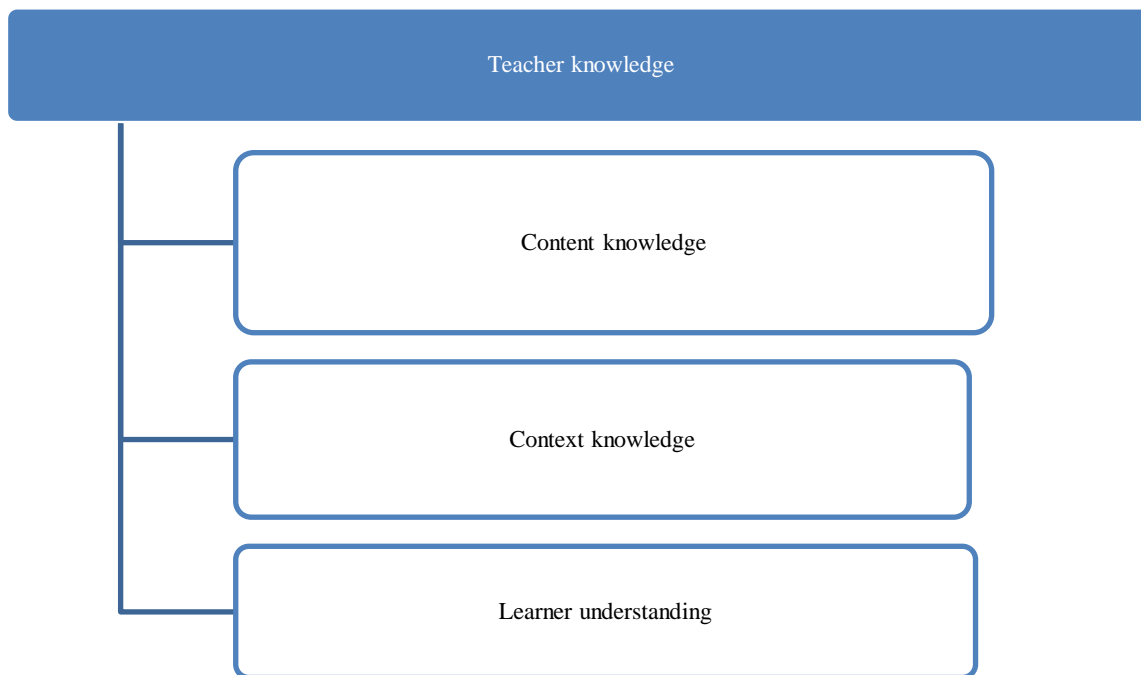 Teacher knowledge
Content knowledge
Context knowledge
Learner understanding